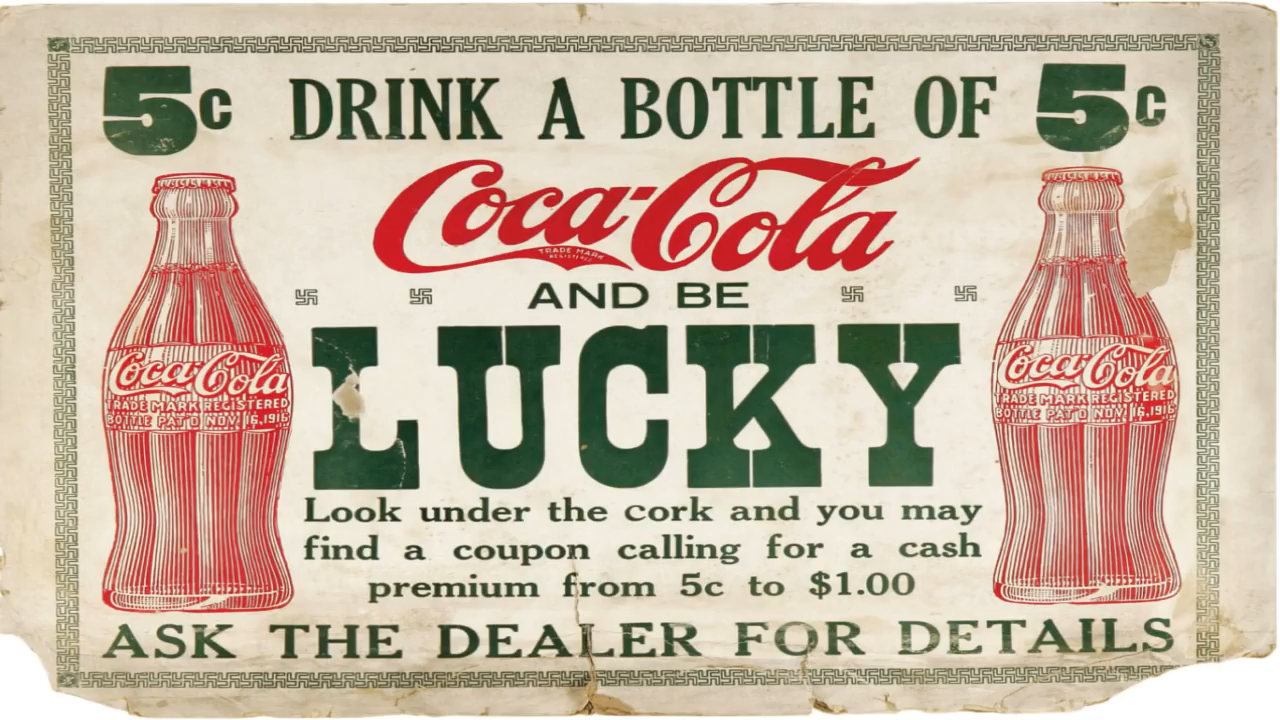 5c DRINK A BOTTLE OF 5c
Coca-Cola
TRADE MARK
REGISTERED
AND BE
LUCKY
Coca-Cola
TRADE MARK REGISTERED
BOTTLE PAT'D NOV. 16, 1915
Coca-Cola
TRADE MARK REGISTERED
BOTTLE PAT'D NOV. 16, 1915
Look under the cork and you may
find a coupon calling for a cash
premium from 5c to $1.00
ASK THE DEALER FOR DETAILS